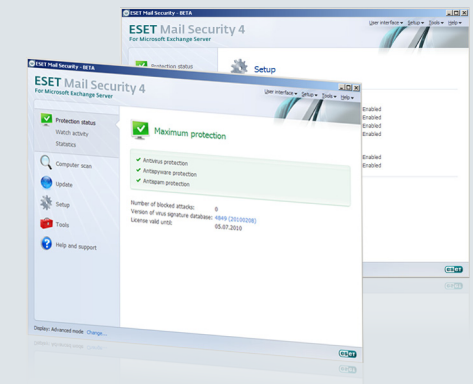 ESET Mail Security 4 - BETA
ESET Mail Security 4
For Microsoft Exchange Server
User interface Setup Tools Help
Protection status
Setup
Enabled
Enabled
Enabled
Enabled
Enabled
Enabled
eset
ESET Mail Security - BETA
ESET Mail Security 4
For Microsoft Exchange Server
User interface Setup Tools Help
Protection status
Watch activity
Statistics
Computer scan
Update
Setup
Tools
Help and support
Maximum protection
Antivirus protection
Antispyware protection
Antispam protection
Number of blocked attacks: 0
Version of virus signature database: 4849 (20100208)
License valid until: 05.07.2010
Display: Advanced mode Change...
eset